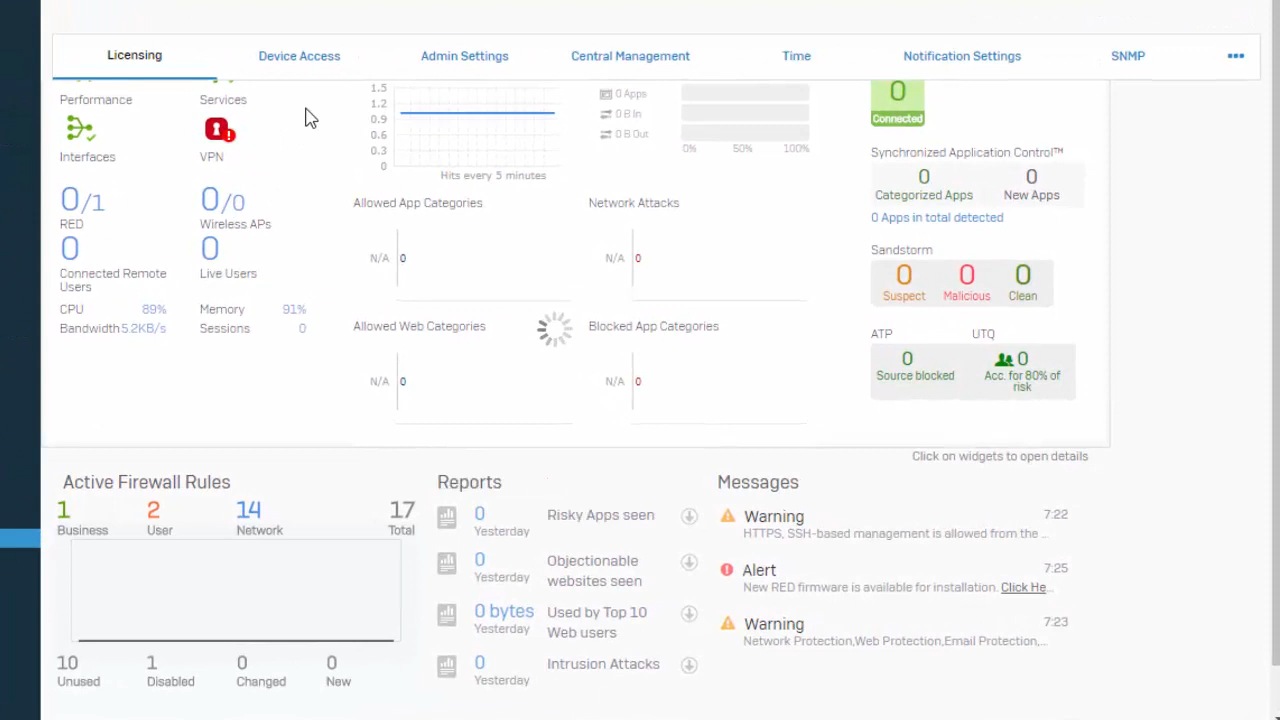 Licensing
Device Access
Admin Settings
Central Management
Time
Notification Settings
SNMP
Performance
Services
Interfaces
VPN
0/1
RED
0/0
Wireless APs
0
Connected Remote
Users
0
Live Users
CPU 89%
Memory 91%
Bandwidth 5.2KB/s
Sessions 0
1.5
1.2
0.9
0.6
0.3
0
Hits every 5 minutes
0 Apps
0 B In
0 B Out
0% 50% 100%
Allowed App Categories
N/A 0
Network Attacks
N/A 0
Allowed Web Categories
N/A 0
Blocked App Categories
N/A 0
0
Connected
Synchronized Application Control™
0
Categorized Apps
0
New Apps
0 Apps in total detected
Sandstorm
0
Suspect
0
Malicious
0
Clean
ATP
0
Source blocked
UTQ
0
Acc. for 80% of
risk
Click on widgets to open details
Active Firewall Rules
1
Business
2
User
14
Network
17
Total
10
Unused
1
Disabled
0
Changed
0
New
Reports
0
Yesterday
Risky Apps seen
0
Yesterday
Objectionable
websites seen
0 bytes
Yesterday
Used by Top 10
Web users
0
Yesterday
Intrusion Attacks
Messages
Warning 7:22
HTTPS, SSH-based management is allowed from the ...
Alert 7:25
New RED firmware is available for installation. Click He...
Warning 7:23
Network Protection,Web Protection,Email Protection,...